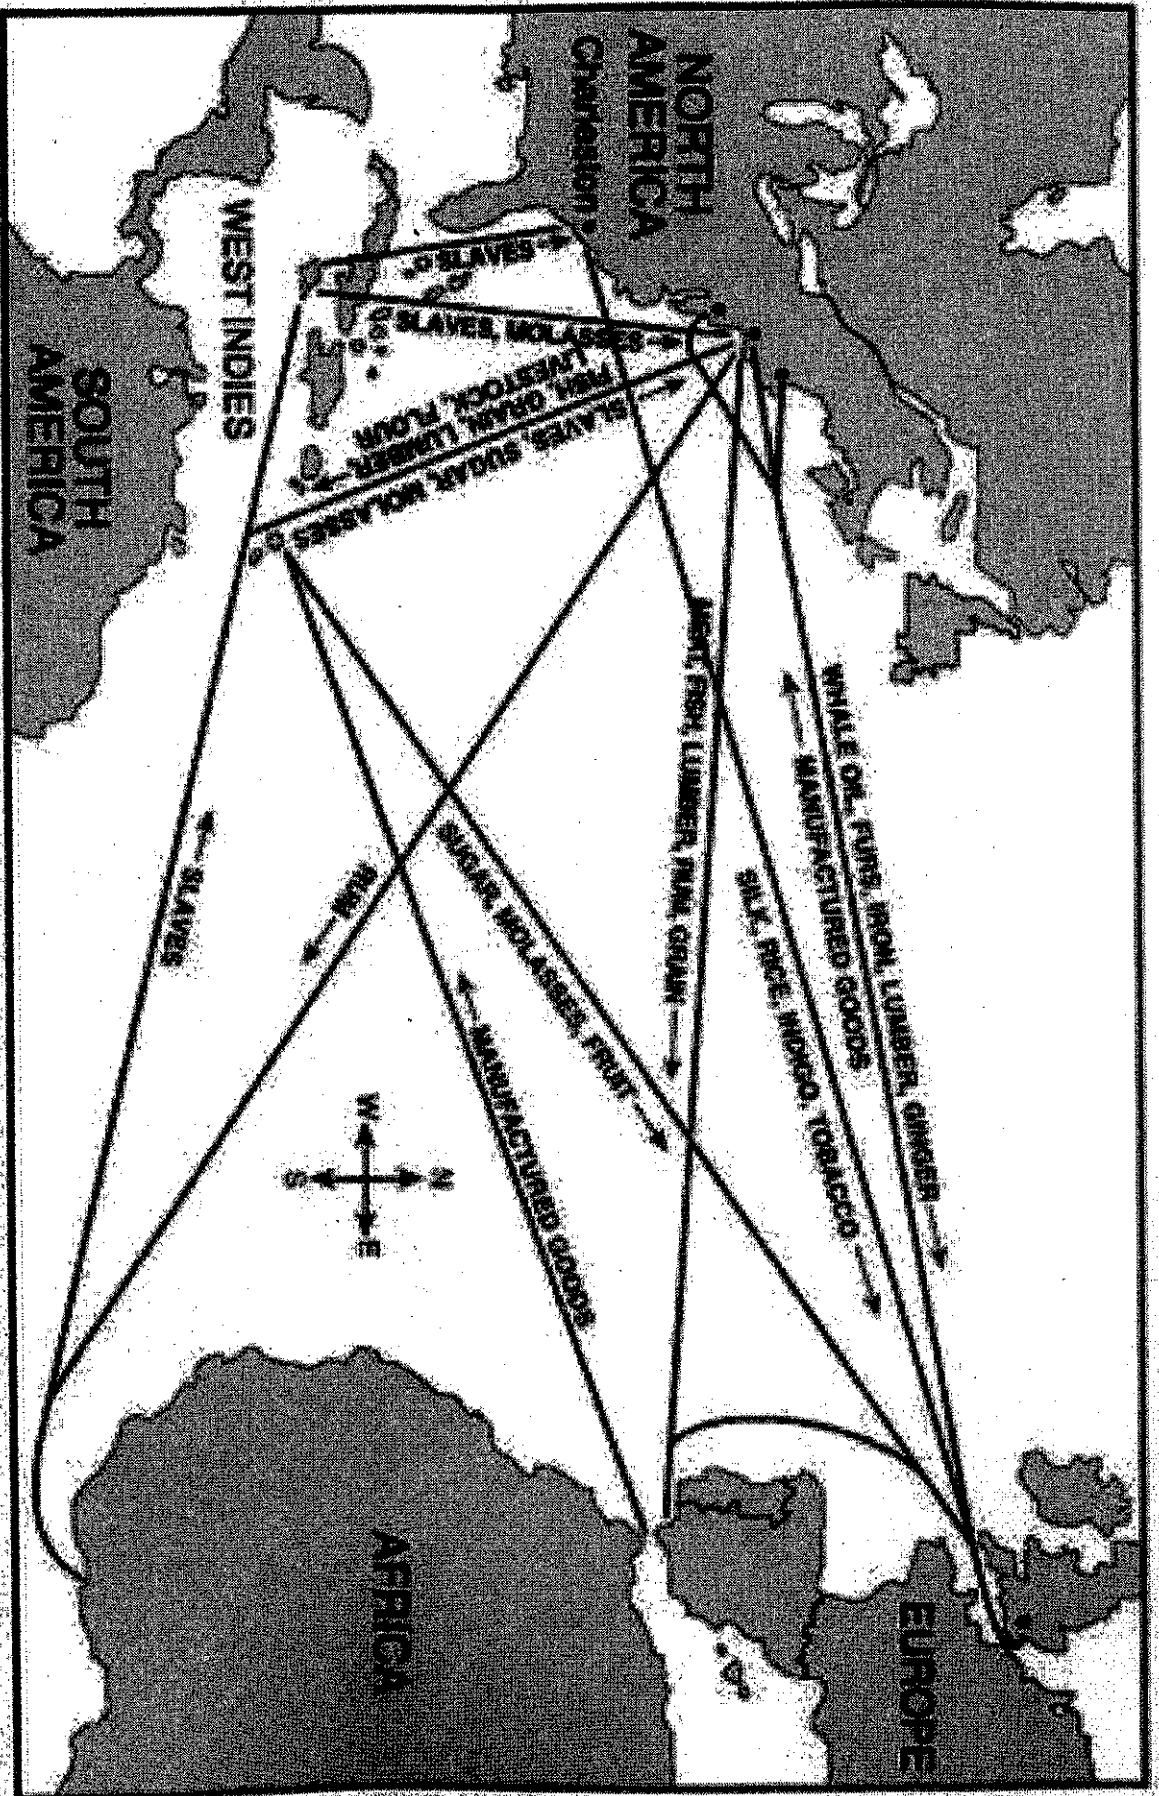 NORTH
AMERICA
Charleston
WEST INDIES
SOUTH
AMERICA
SLAVES
SLAVES, MOLASSES
FISH, GRAIN, LUMBER,
LIVESTOCK, FLOUR
SLAVES, SUGAR, MOLASSES
WHALE OIL, FURS, IRON, LUMBER, GINGER
MANUFACTURED GOODS
SILK, RICE, INDIGO, TOBACCO
MEAT, FISH, LUMBER, RUM, GRAIN
SUGAR, MOLASSES, FRUIT
MANUFACTURED GOODS
RUM
SLAVES
N
W
E
S
EUROPE
AFRICA